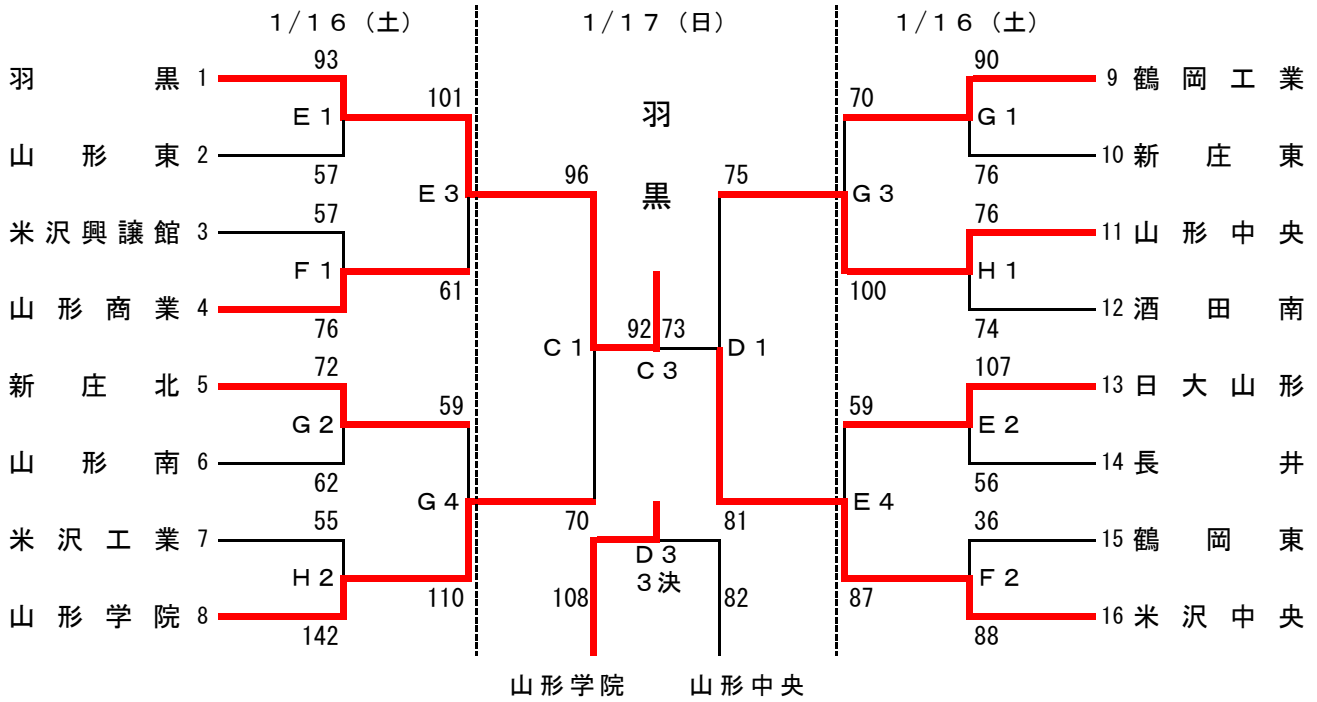 1/16（土） 1/17（日） 1/16（土）
93 90
羽黒 1 9 鶴岡工業
101 70
E1 羽 G1
山形東 2 10 新庄東
57 96 75 76
E3 黒 G3
57 76
米沢興譲館 3 11 山形中央
F1 H1
61 100
山形商業 4 12 酒田南
76 92 73 74
C1 D1
72 C3 107
新庄北 5 13 日大山形
59 59
G2 E2
山形南 6 14 長井
62 56
G4 E4
55 70 81 36
米沢工業 7 15 鶴岡東
D3
H2 3決 F2
110 108 82 87
山形学院 8 16 米沢中央
142 88
山形学院 山形中央